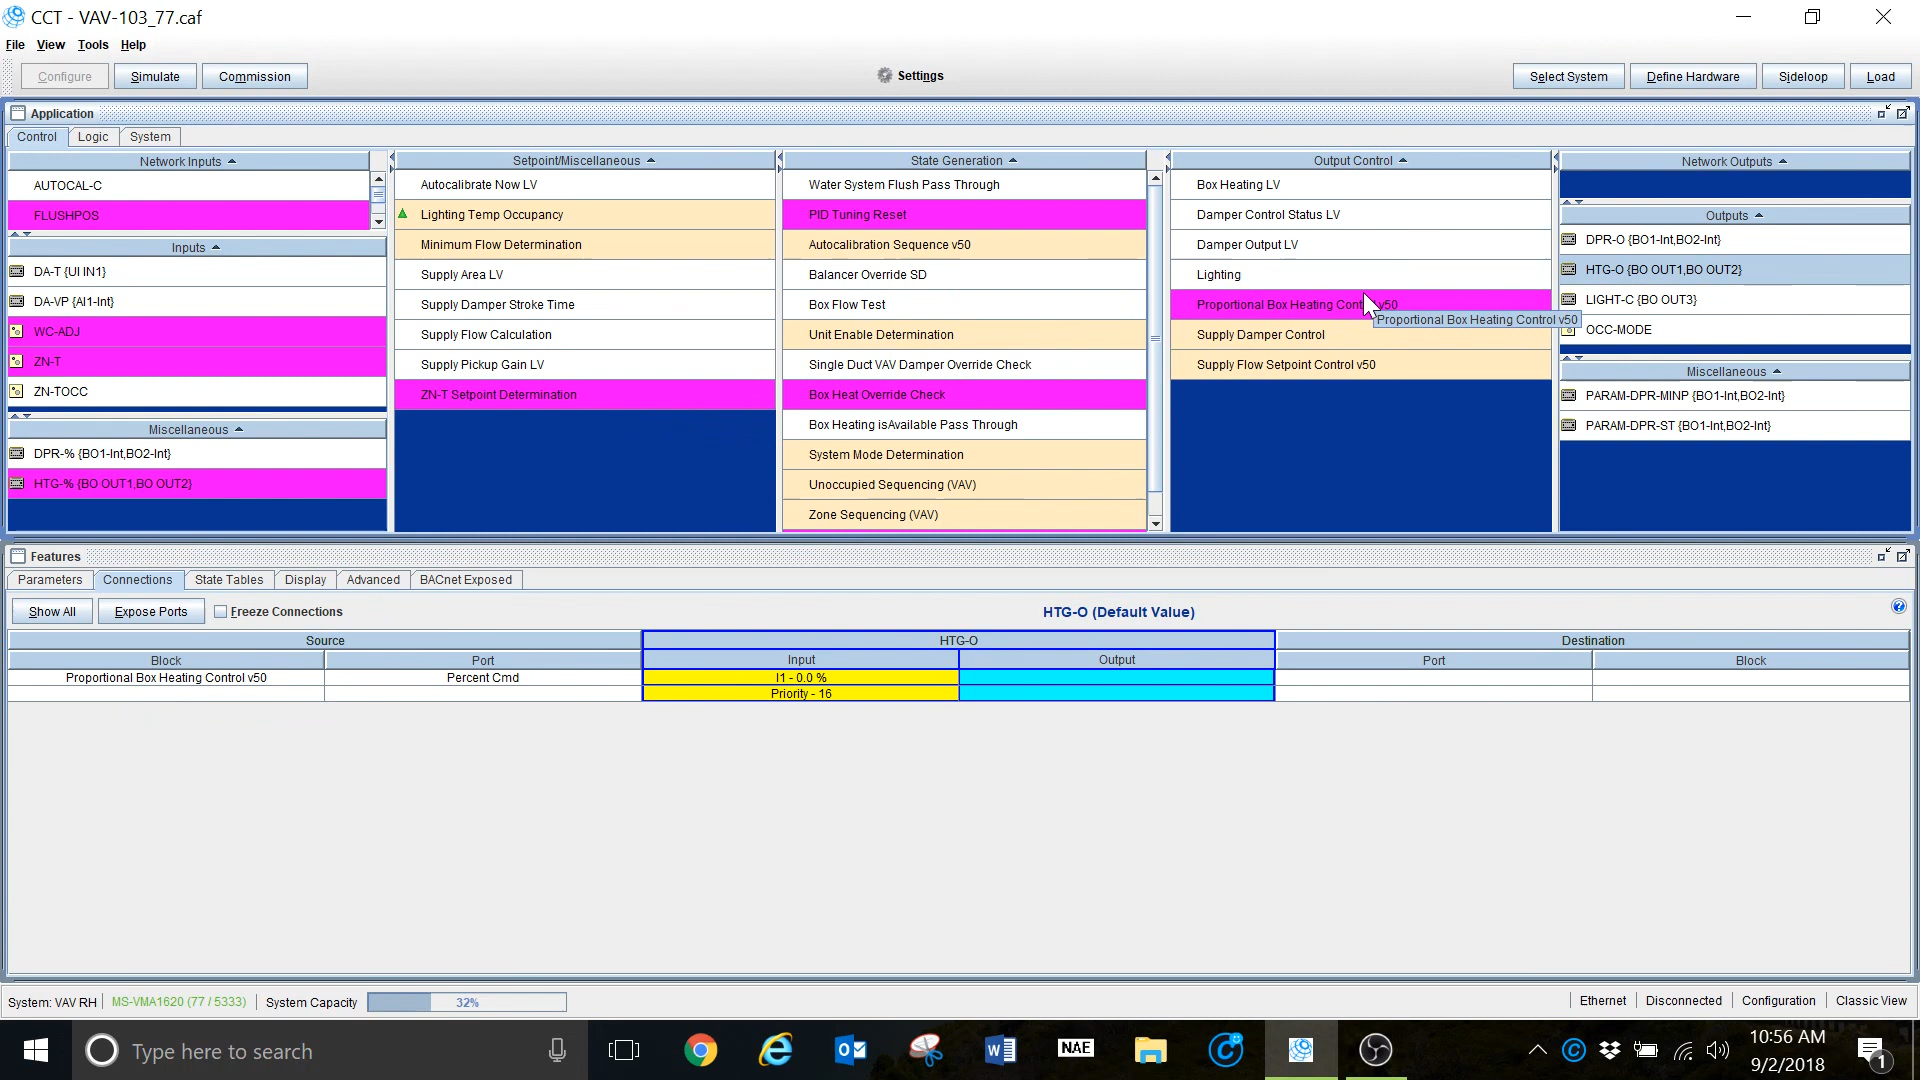 CCT - VAV-103_77.caf
File View Tools Help
Configure Simulate Commission Settings Select System Define Hardware Sideloop Load
Application
Control Logic System
Network Inputs
AUTOCAL-C
FLUSHPOS
Inputs
DA-T {UI IN1}
DA-VP {AI1-Int}
WC-ADJ
ZN-T
ZN-TOCC
Miscellaneous
DPR-% {BO1-Int,BO2-Int}
HTG-% {BO OUT1,BO OUT2}
Setpoint/Miscellaneous
Autocalibrate Now LV
Lighting Temp Occupancy
Minimum Flow Determination
Supply Area LV
Supply Damper Stroke Time
Supply Flow Calculation
Supply Pickup Gain LV
ZN-T Setpoint Determination
State Generation
Water System Flush Pass Through
PID Tuning Reset
Autocalibration Sequence v50
Balancer Override SD
Box Flow Test
Unit Enable Determination
Single Duct VAV Damper Override Check
Box Heat Override Check
Box Heating isAvailable Pass Through
System Mode Determination
Unoccupied Sequencing (VAV)
Zone Sequencing (VAV)
Output Control
Box Heating LV
Damper Control Status LV
Damper Output LV
Lighting
Proportional Box Heating Cont v50
Proportional Box Heating Control v50
Supply Damper Control
Supply Flow Setpoint Control v50
Network Outputs
Outputs
DPR-O {BO1-Int,BO2-Int}
HTG-O {BO OUT1,BO OUT2}
LIGHT-C {BO OUT3}
OCC-MODE
Miscellaneous
PARAM-DPR-MINP {BO1-Int,BO2-Int}
PARAM-DPR-ST {BO1-Int,BO2-Int}
Features
Parameters Connections State Tables Display Advanced BACnet Exposed
Show All Expose Ports Freeze Connections HTG-O (Default Value)
Source HTG-O Destination
Block Port Input Output Port Block
Proportional Box Heating Control v50 Percent Cmd I1 - 0.0 %
Priority - 16
System: VAV RH MS-VMA1620 (77 / 5333) System Capacity 32% Ethernet Disconnected Configuration Classic View
Type here to search NAE 10:56 AM
9/2/2018 1